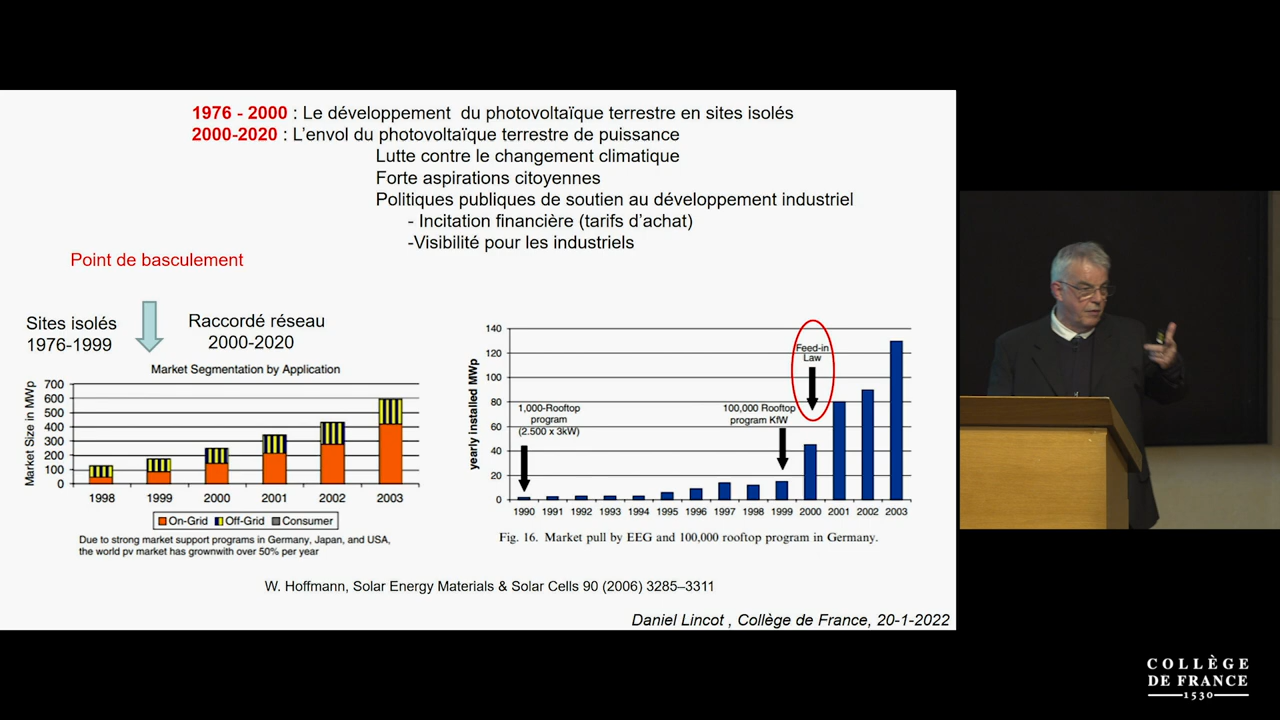 1976 - 2000 : Le développement du photovoltaïque terrestre en sites isolés
2000-2020 : L'envol du photovoltaïque terrestre de puissance
Lutte contre le changement climatique
Forte aspirations citoyennes
Politiques publiques de soutien au développement industriel
- Incitation financière (tarifs d'achat)
-Visibilité pour les industriels
Point de basculement
Sites isolés
1976-1999
Raccordé réseau
2000-2020
Market Segmentation by Application
Market Size in MWp
700
600
500
400
300
200
100
0
1998 1999 2000 2001 2002 2003
On-Grid Off-Grid Consumer
Due to strong market support programs in Germany, Japan, and USA,
the world pv market has grownwith over 50% per year
yearly installed MWp
140
120
100
80
60
40
20
0
1,000-Rooftop
program
(2.500 x 3kW)
100,000 Rooftop
program KfW
Feed-in
Law
1990 1991 1992 1993 1994 1995 1996 1997 1998 1999 2000 2001 2002 2003
Fig. 16. Market pull by EEG and 100,000 rooftop program in Germany.
W. Hoffmann, Solar Energy Materials & Solar Cells 90 (2006) 3285–3311
Daniel Lincot , Collège de France, 20-1-2022
COLLÈGE
DE FRANCE
1530